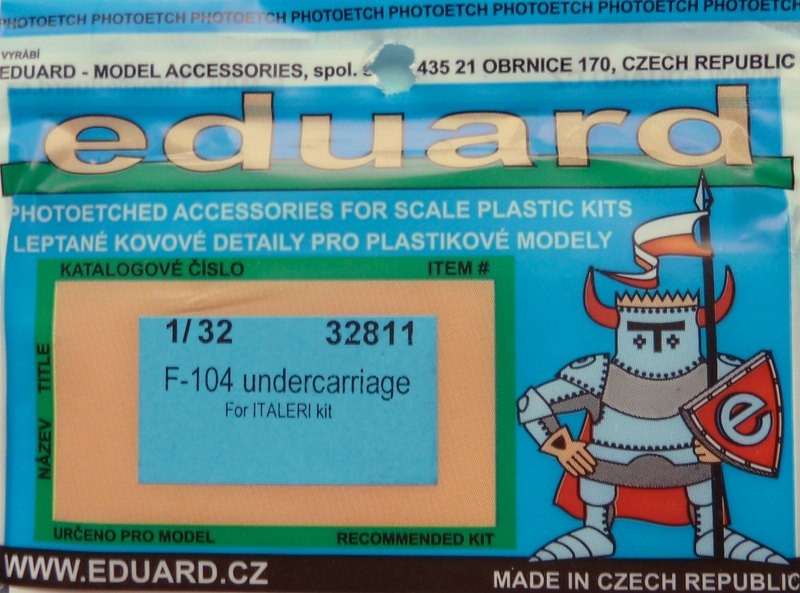 PHOTOETCH PHOTOETCH PHOTOETCH PHOTOETCH PHOTOETCH PHOTOETCH PHOTOETCH PHOTOETCH
VYRÁBÍ
EDUARD - MODEL ACCESSORIES, spol. 435 21 OBRNICE 170, CZECH REPUBLIC
eduard
PHOTOETCHED ACCESSORIES FOR SCALE PLASTIC KITS
LEPTANÉ KOVOVÉ DETAILY PRO PLASTIKOVÉ MODELY
KATALOGOVÉ ČÍSLO ITEM #
1/32 32811
F-104 undercarriage
For ITALERI kit
NÁZEV TITLE
e
URČENO PRO MODEL RECOMMENDED KIT
WWW.EDUARD.CZ
MADE IN CZECH REPUBLIC